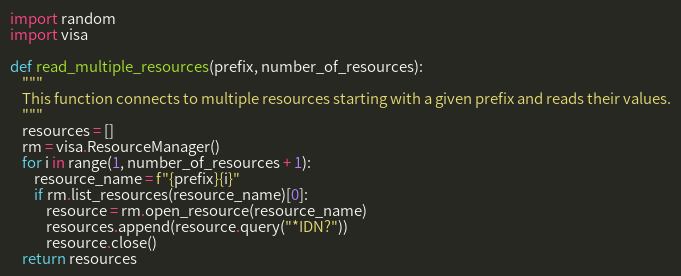 import random
import visa

def read_multiple_resources(prefix, number_of_resources):
    """
    This function connects to multiple resources starting with a given prefix and reads their values.
    """
    resources = []
    rm = visa.ResourceManager()
    for i in range(1, number_of_resources + 1):
        resource_name = f"{prefix}{i}"
        if rm.list_resources(resource_name)[0]:
            resource = rm.open_resource(resource_name)
            resources.append(resource.query("*IDN?"))
            resource.close()
    return resources